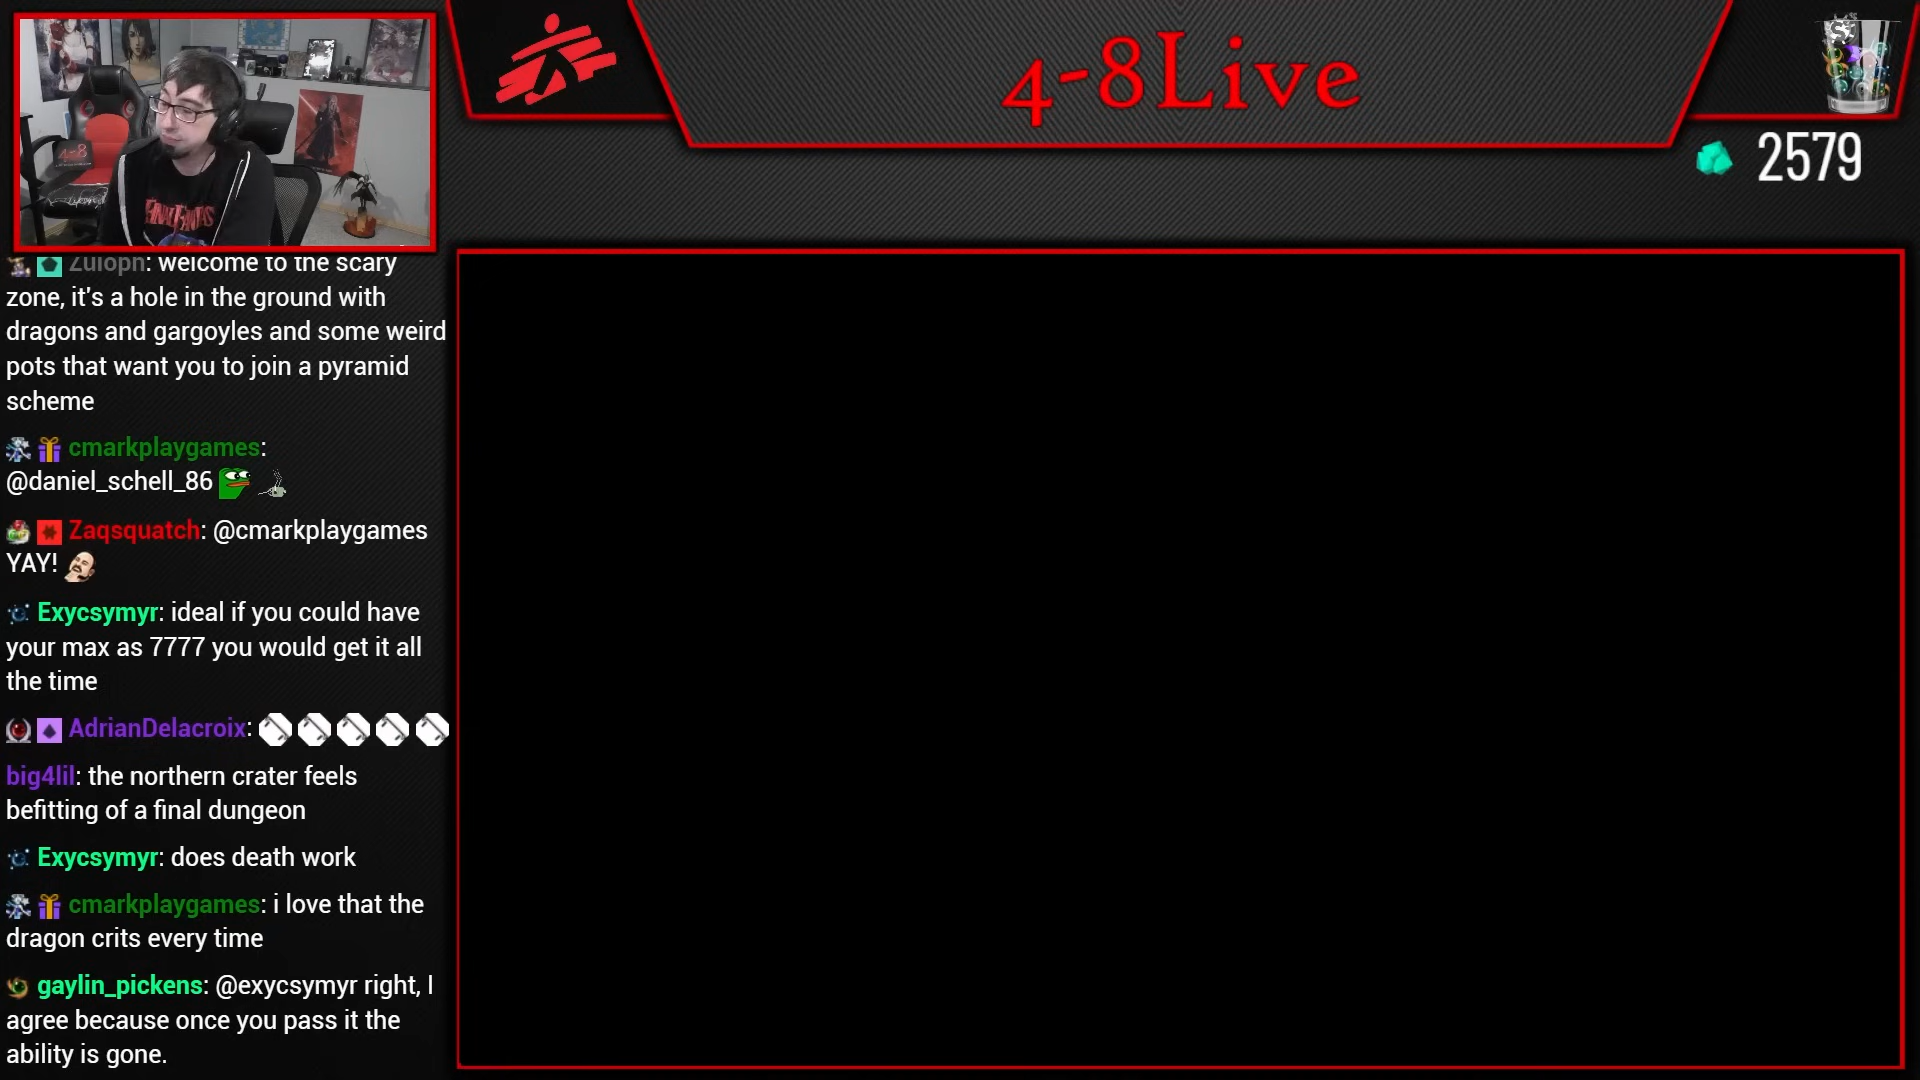 4-8Live
2579
4-8
Zuloph: welcome to the scary
zone, it's a hole in the ground with
dragons and gargoyles and some weird
pots that want you to join a pyramid
scheme
cmarkplaygames:
@daniel_schell_86
Zaqsquatch: @cmarkplaygames
YAY!
Exycsymyr: ideal if you could have
your max as 7777 you would get it all
the time
AdrianDelacroix:
big4lil: the northern crater feels
befitting of a final dungeon
Exycsymyr: does death work
cmarkplaygames: i love that the
dragon crits every time
gaylin_pickens: @exycsymyr right, I
agree because once you pass it the
ability is gone.